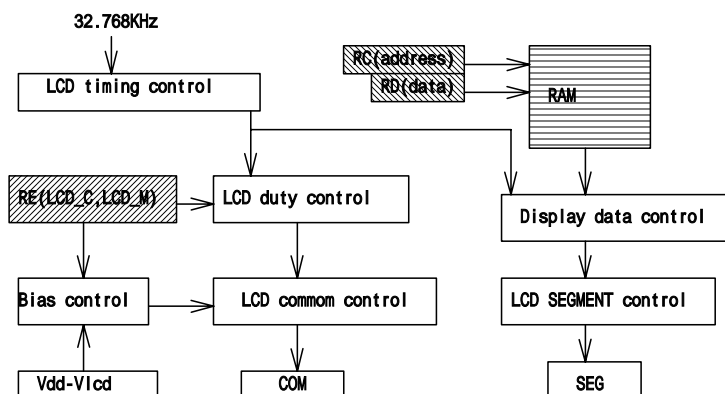 32.768KHz
LCD timing control
RC(address)
RD(data)
RAM
RE(LCD_C,LCD_M)
LCD duty control
Display data control
Bias control
LCD commom control
LCD SEGMENT control
Vdd-Vlcd
COM
SEG